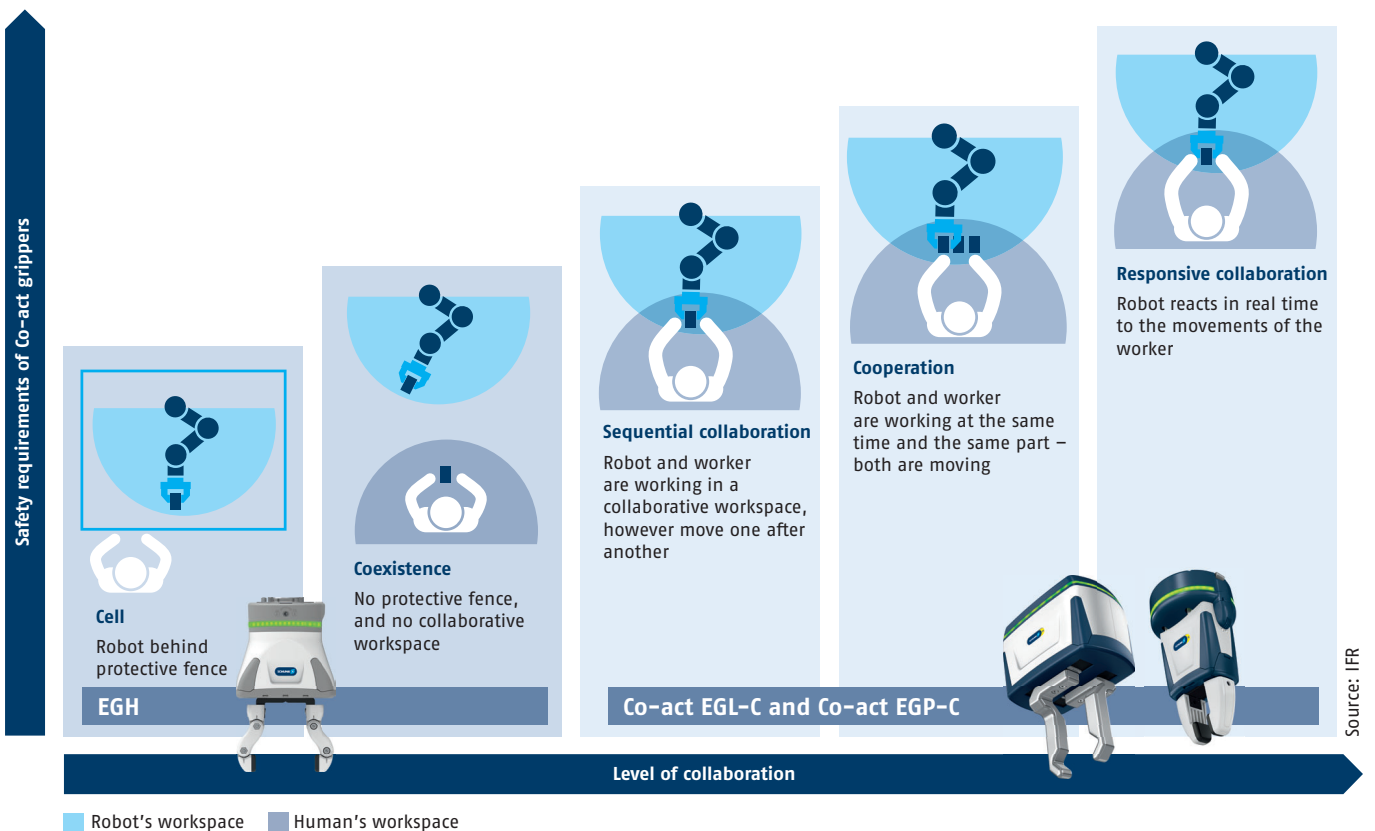 Safety requirements of Co-act grippers
Cell
Robot behind
protective fence
Coexistence
No protective fence,
and no collaborative
workspace
Sequential collaboration
Robot and worker
are working in a
collaborative workspace,
however move one after
another
Cooperation
Robot and worker
are working at the same
time and the same part –
both are moving
Responsive collaboration
Robot reacts in real time
to the movements of the
worker
EGH
Co-act EGL-C and Co-act EGP-C
Source: IFR
Level of collaboration
Robot's workspace
Human's workspace